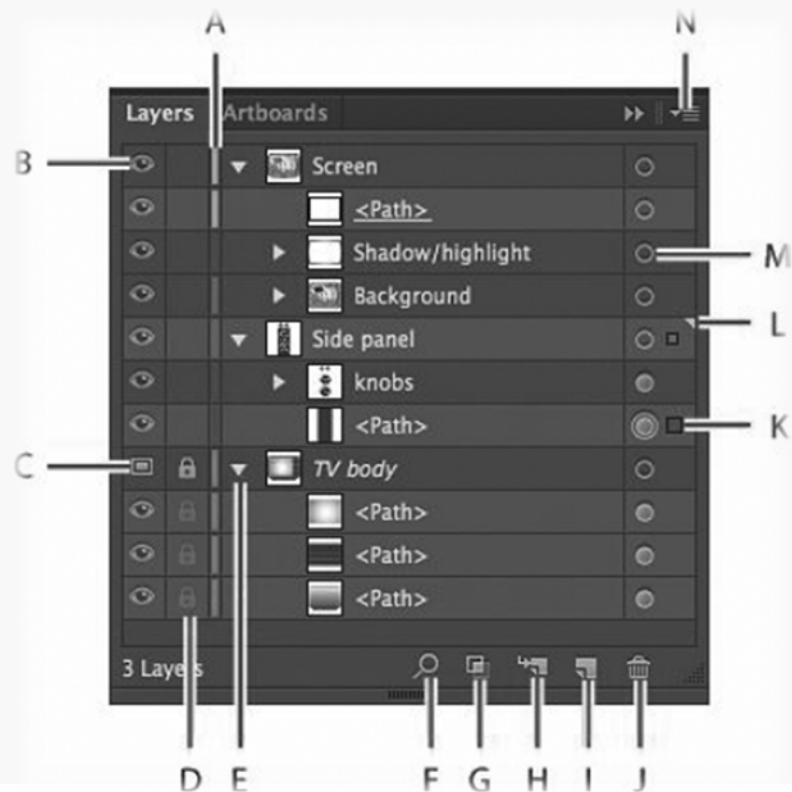 A N
Layers Artboards
B Screen
<Path>
Shadow/highlight M
Background
L
Side panel
knobs
<Path> K
C TV body
<Path>
<Path>
<Path>
3 Layers
D E F G H I J